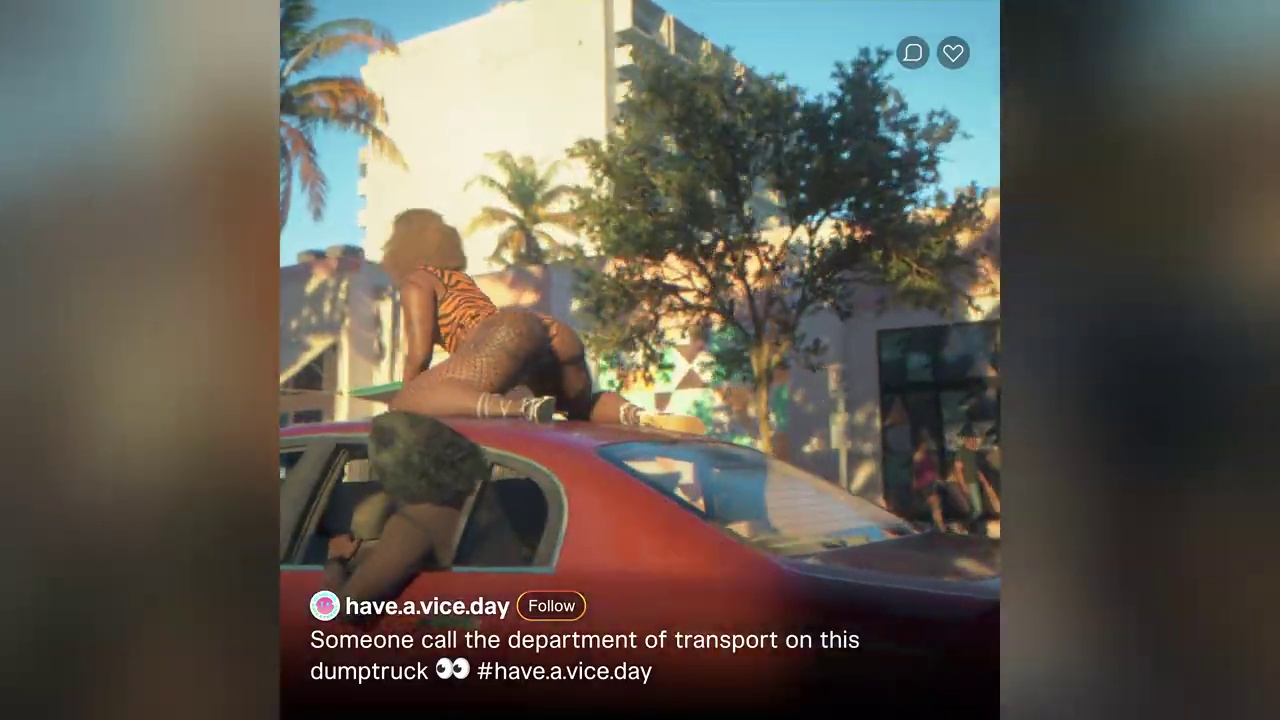 have.a.vice.day Follow
Someone call the department of transport on this
dumptruck 👀 #have.a.vice.day